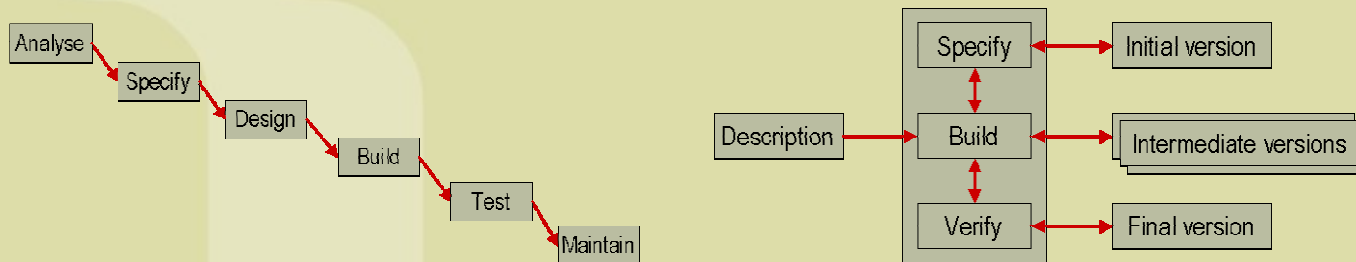 Analyse
Specify
Design
Build
Test
Maintain
Description
Specify
Build
Verify
Initial version
Intermediate versions
Final version